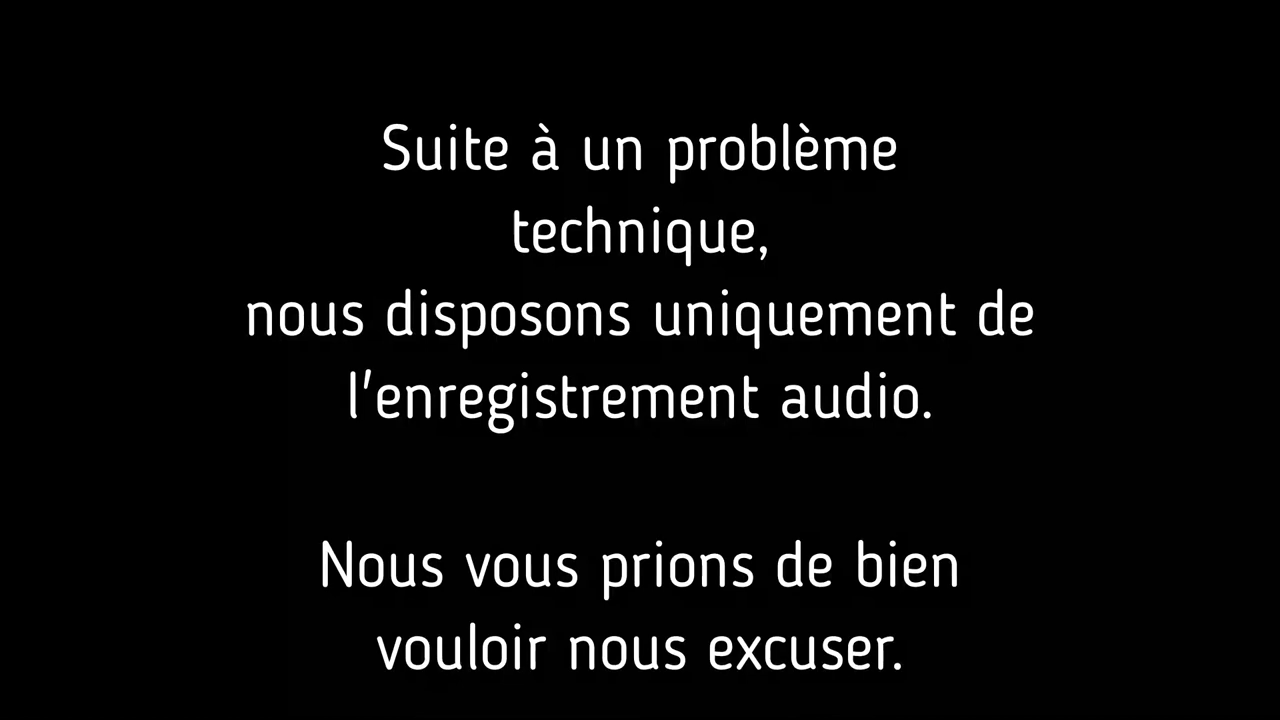 Suite à un problème
technique,
nous disposons uniquement de
l'enregistrement audio.
Nous vous prions de bien
vouloir nous excuser.